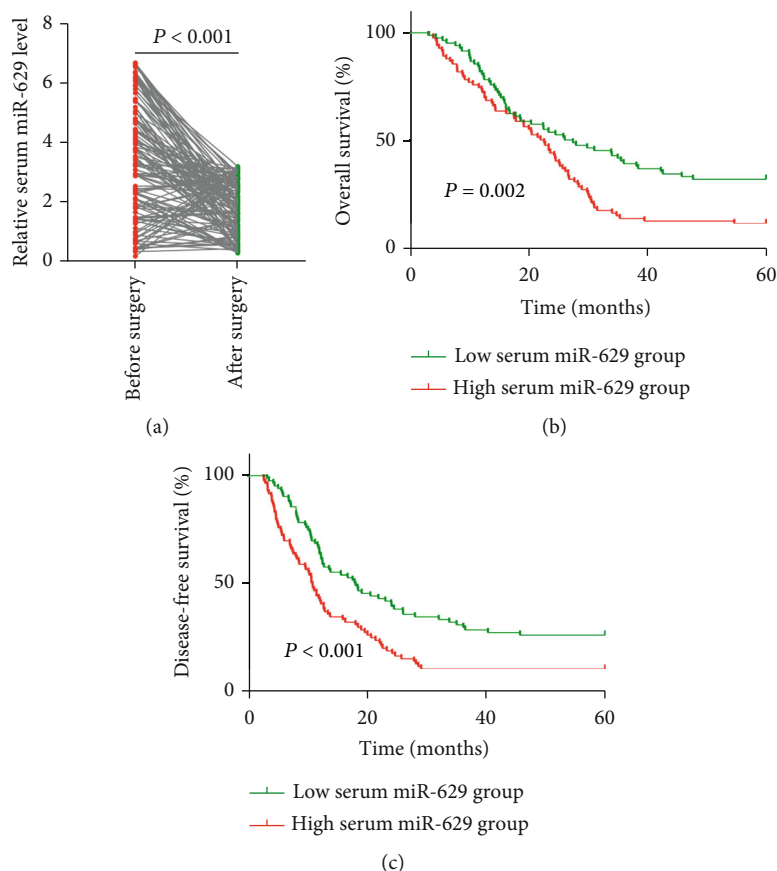 8
6
4
2
0
Relative serum miR-629 level
P < 0.001
Before surgery
After surgery
(a)
100
50
0
Overall survival (%)
P = 0.002
0 20 40 60
Time (months)
Low serum miR-629 group
High serum miR-629 group
(b)
100
50
0
Disease-free survival (%)
P < 0.001
0 20 40 60
Time (months)
Low serum miR-629 group
High serum miR-629 group
(c)